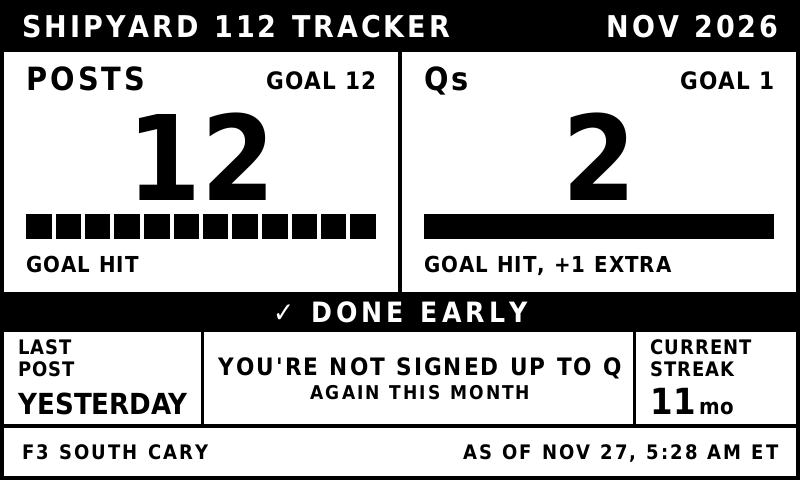 SHIPYARD 112 TRACKER
NOV 2026
POSTS
GOAL 12
12
GOAL HIT
Qs
GOAL 1
2
GOAL HIT, +1 EXTRA
✓ DONE EARLY
LAST
POST
YESTERDAY
YOU'RE NOT SIGNED UP TO Q
AGAIN THIS MONTH
CURRENT
STREAK
11 mo
F3 SOUTH CARY
AS OF NOV 27, 5:28 AM ET